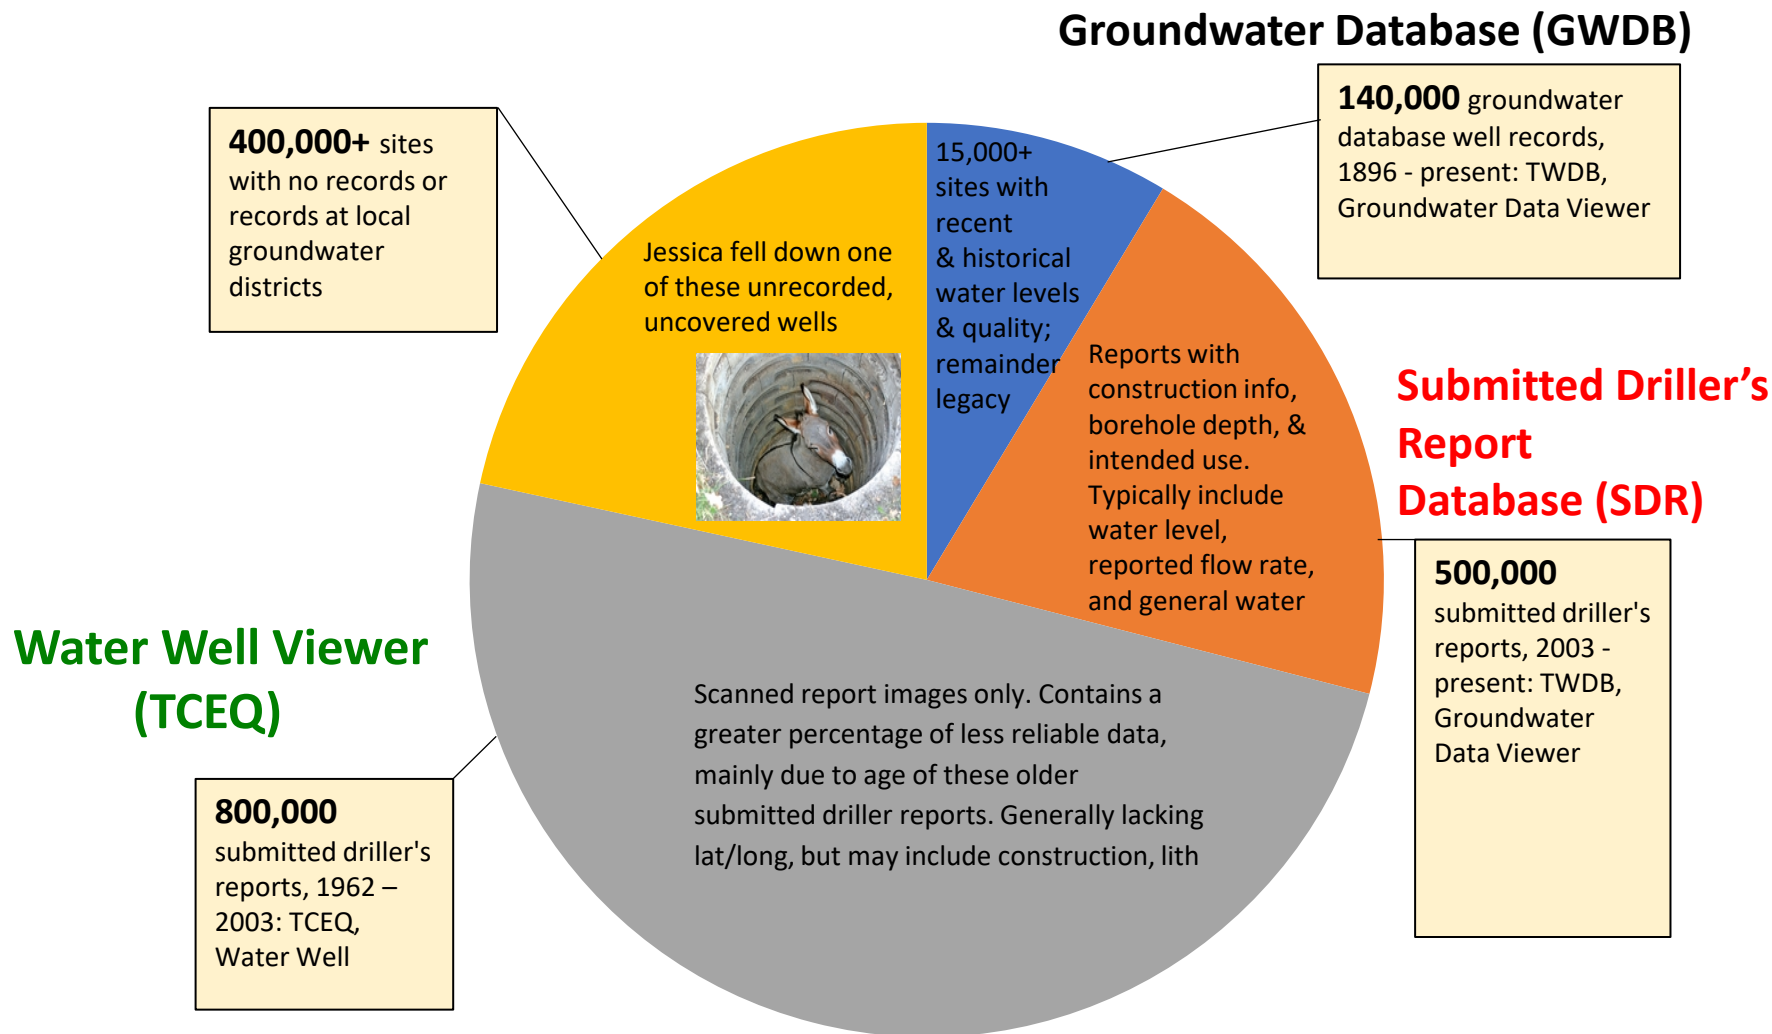 Groundwater Database (GWDB)
140,000 groundwater
database well records,
1896 - present: TWDB,
Groundwater Data Viewer
400,000+ sites
with no records or
records at local
groundwater
districts
15,000+
sites with
recent
& historical
water levels
& quality;
remainder
legacy
Jessica fell down one
of these unrecorded,
uncovered wells
Reports with
construction info,
borehole depth, &
intended use.
Typically include
water level,
reported flow rate,
and general water
Submitted Driller’s
Report
Database (SDR)
500,000
submitted driller's
reports, 2003 -
present: TWDB,
Groundwater
Data Viewer
Water Well Viewer
(TCEQ)
Scanned report images only. Contains a
greater percentage of less reliable data,
mainly due to age of these older
submitted driller reports. Generally lacking
lat/long, but may include construction, lith
800,000
submitted driller's
reports, 1962 –
2003: TCEQ,
Water Well